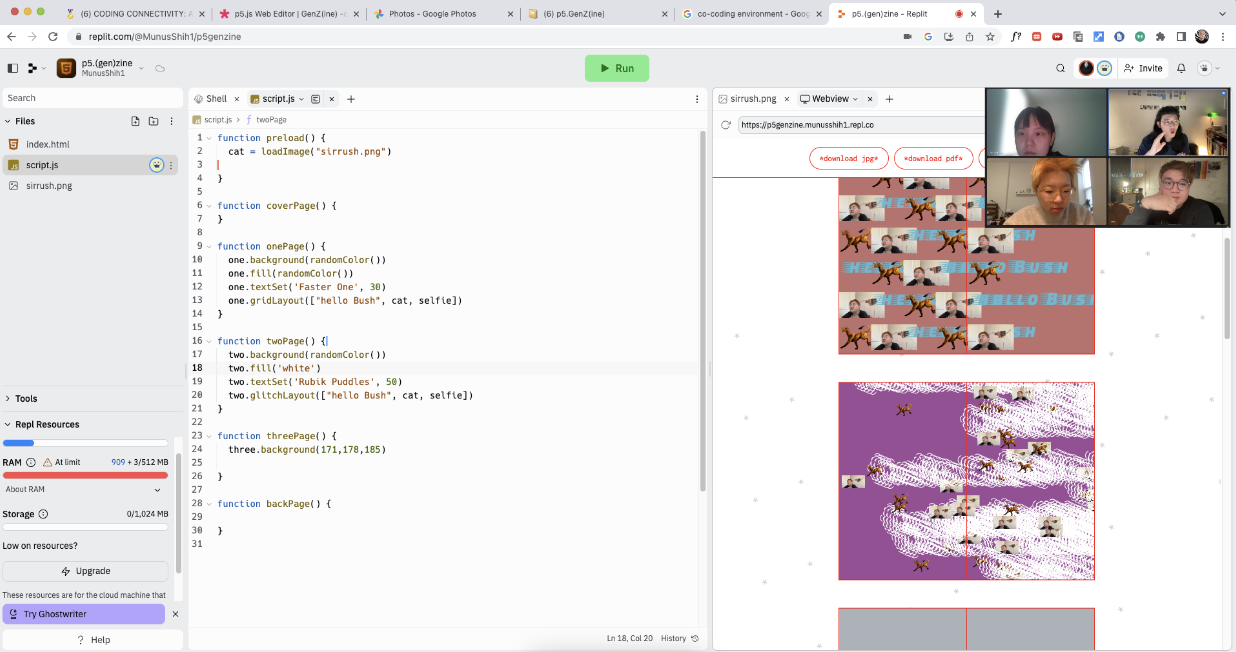 (6) CODING CONNECTIVITY: A
p5.js Web Editor | GenZ(ine) -
Photos - Google Photos
p5.GenZ(ine)
co-coding environment - Goog
p5.(gen)zine - Replit
replit.com/@MunusShih1/p5genzine
p5.(gen)zine
MunusShih1
Run
Invite
Search
Files
index.html
script.js
sirrush.png
Tools
Repl Resources
RAM At limit 909 + 3/512 MB
About RAM
Storage 0/1,024 MB
Low on resources?
Upgrade
These resources are for the cloud machine that
Try Ghostwriter
? Help
Shell
script.js
script.js > f twoPage
1 function preload() {
2 cat = loadImage("sirrush.png")
3
4 }
5
6 function coverPage() {
7 }
8
9 function onePage() {
10 one.background(randomColor())
11 one.fill(randomColor())
12 one.textSet('Faster One', 30)
13 one.gridLayout(["hello Bush", cat, selfie])
14 }
15
16 function twoPage() {
17 two.background(randomColor())
18 two.fill('white')
19 two.textSet('Rubik Puddles', 50)
20 two.glitchLayout(["hello Bush", cat, selfie])
21 }
22
23 function threePage() {
24 three.background(171,178,185)
25
26 }
27
28 function backPage() {
29
30 }
31
Ln 18, Col 20 History
sirrush.png
Webview
https://p5genzine.munusshih1.repl.co
*download jpg*
*download pdf*
HELLO BUSH
HELLO BUSH